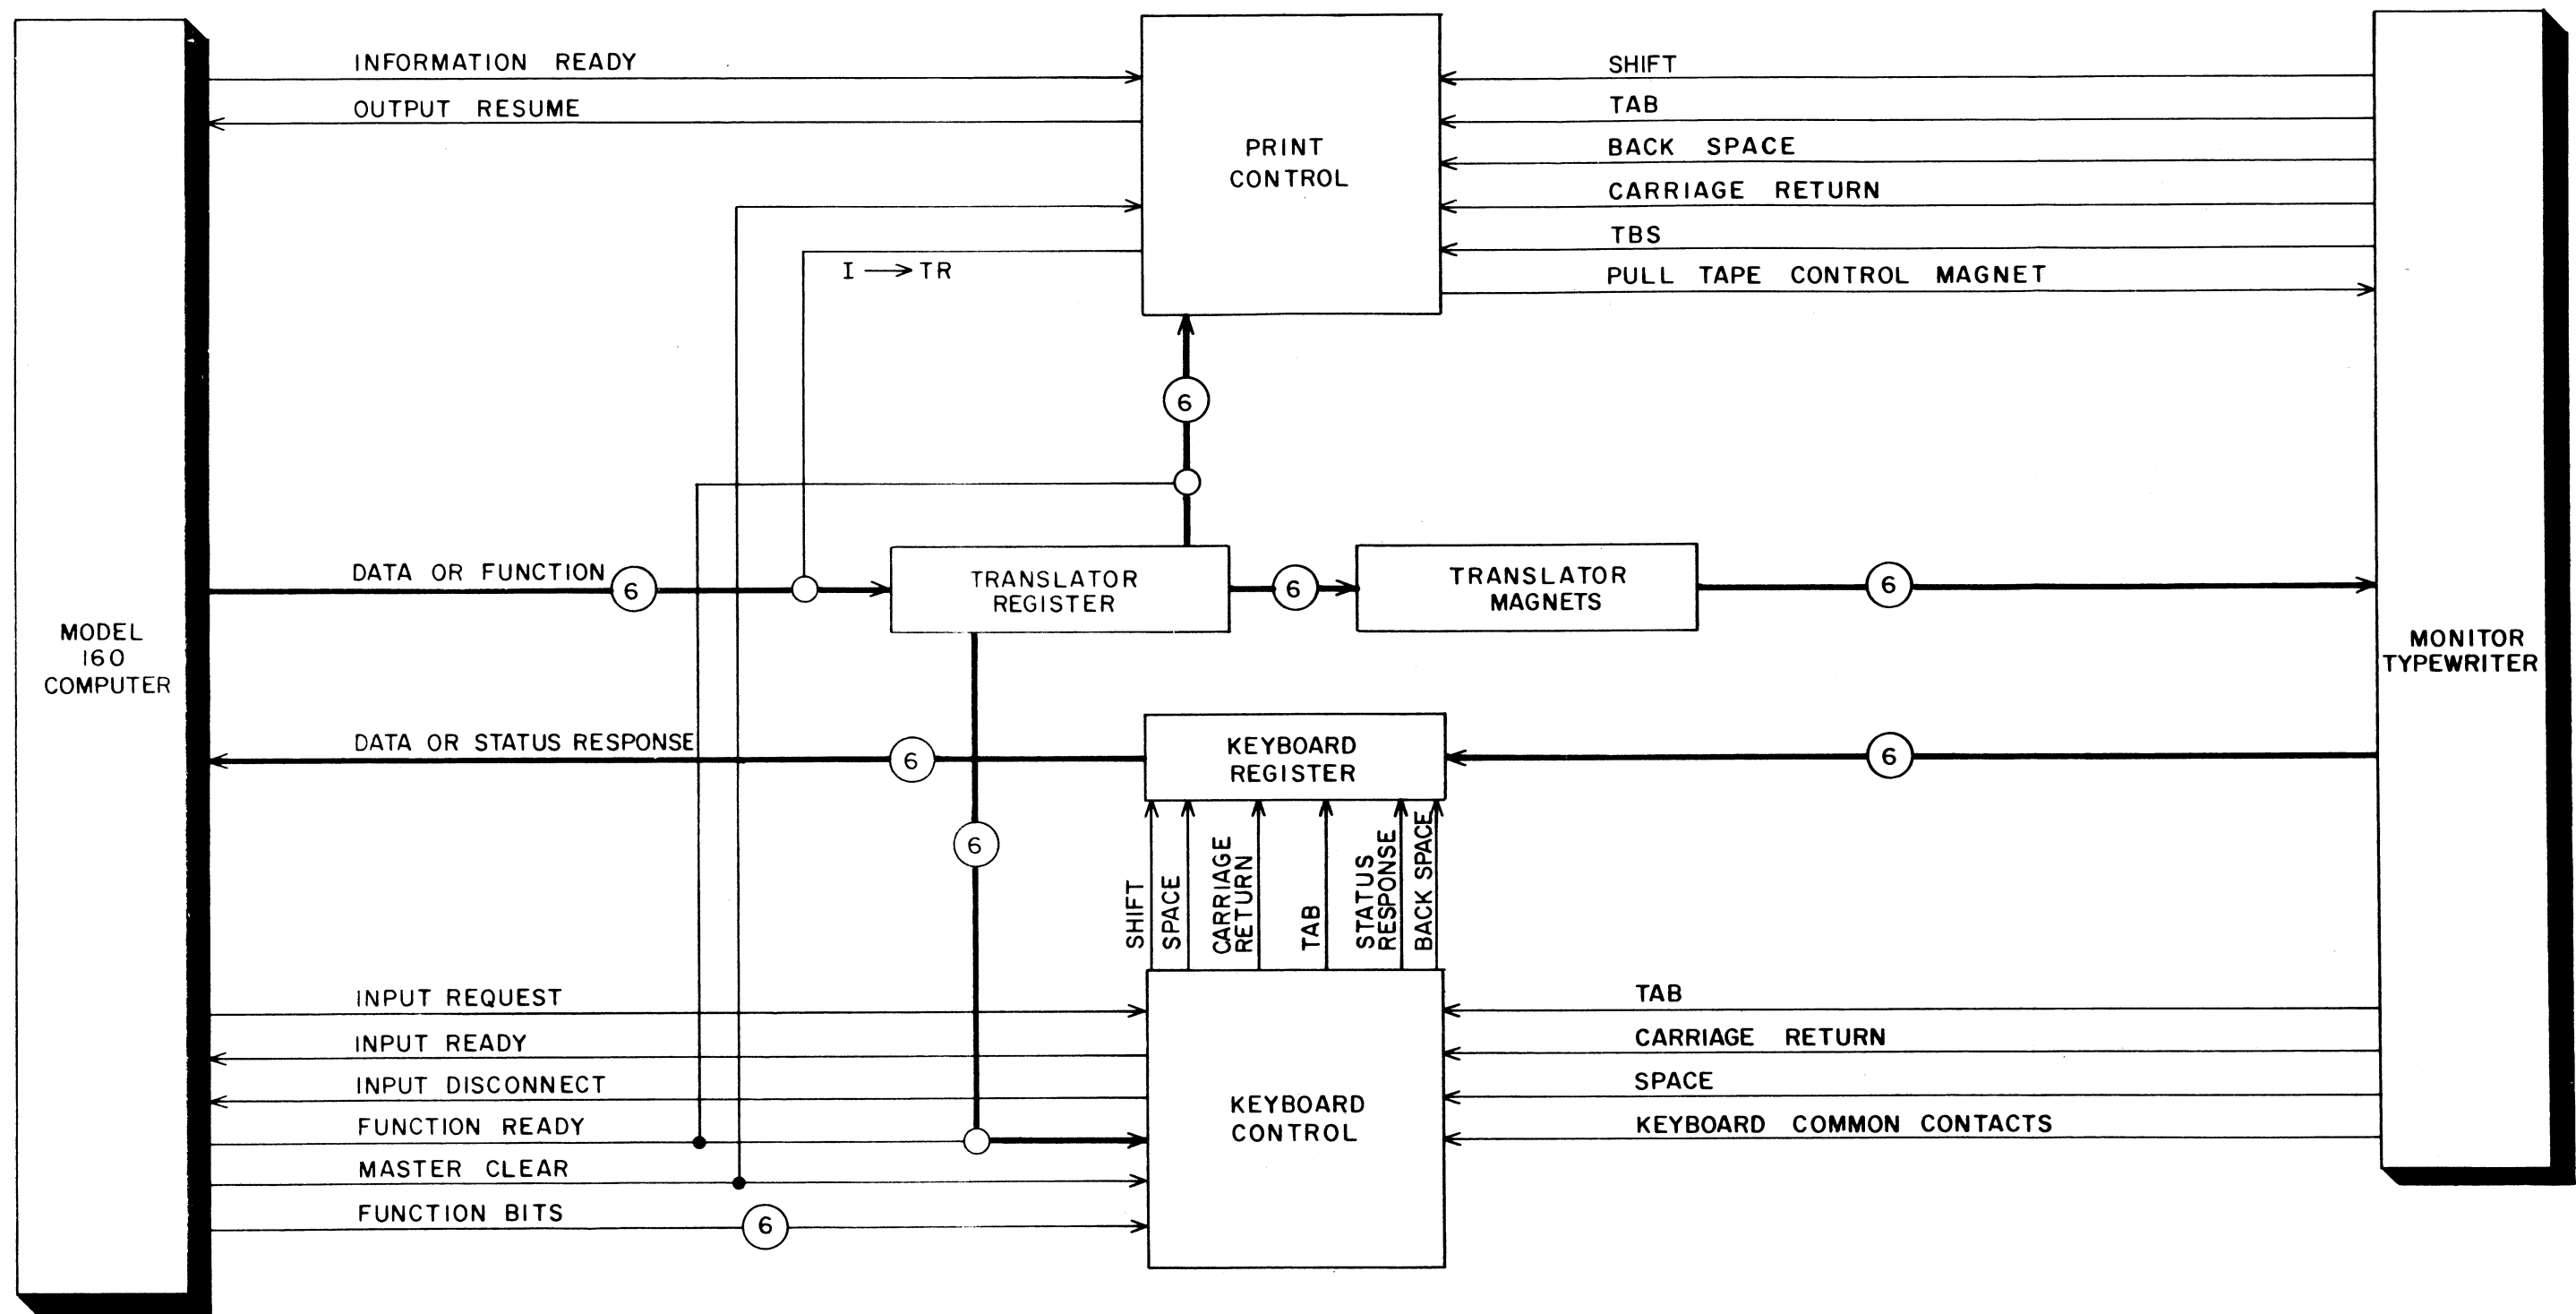 INFORMATION READY
OUTPUT RESUME
PRINT
CONTROL
SHIFT
TAB
BACK SPACE
CARRIAGE RETURN
TBS
PULL TAPE CONTROL MAGNET
I → TR
6
DATA OR FUNCTION
6
TRANSLATOR
REGISTER
6
TRANSLATOR
MAGNETS
6
MODEL
160
COMPUTER
MONITOR
TYPEWRITER
DATA OR STATUS RESPONSE
6
KEYBOARD
REGISTER
6
6
SHIFT
SPACE
CARRIAGE
RETURN
TAB
STATUS
RESPONSE
BACK SPACE
INPUT REQUEST
INPUT READY
INPUT DISCONNECT
FUNCTION READY
MASTER CLEAR
FUNCTION BITS
6
KEYBOARD
CONTROL
TAB
CARRIAGE RETURN
SPACE
KEYBOARD COMMON CONTACTS